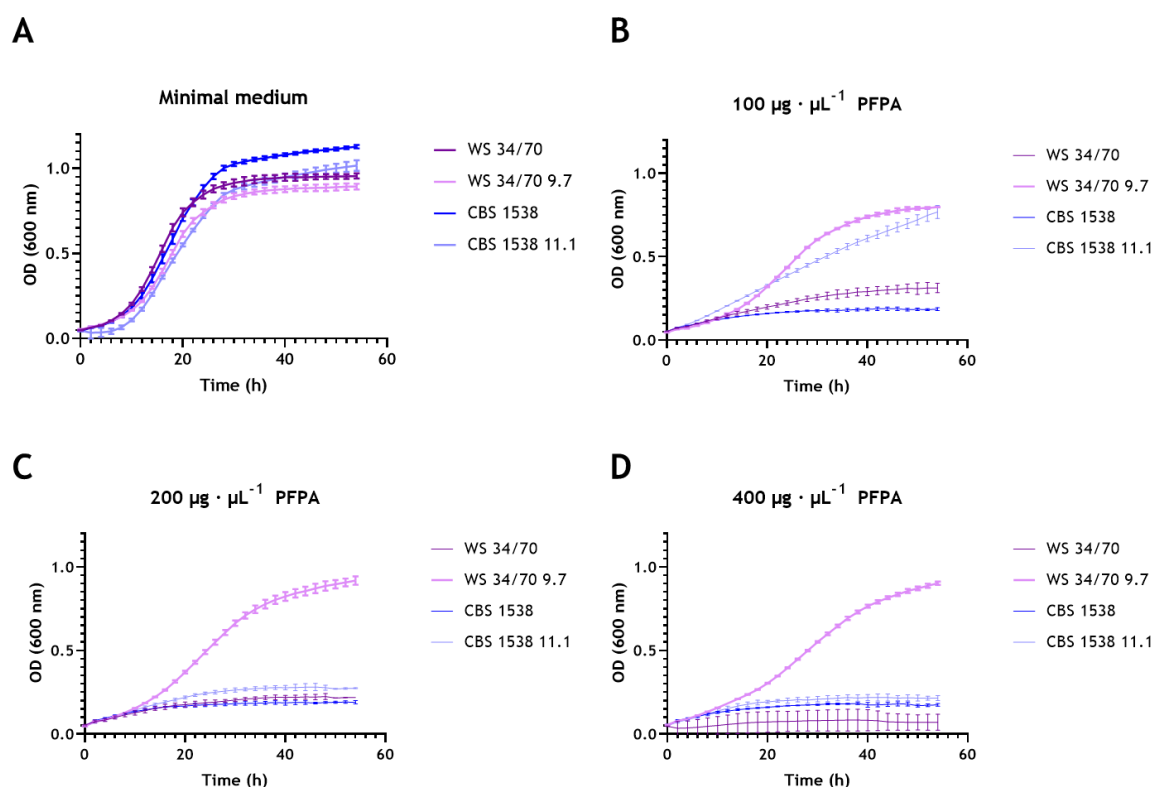 A
Minimal medium
OD (600 nm)
1.0
0.5
0.0
0
20
40
60
Time (h)
WS 34/70
WS 34/70 9.7
CBS 1538
CBS 1538 11.1
B
100 µg · µL⁻¹ PFPA
OD (600 nm)
1.0
0.5
0.0
0
20
40
60
Time (h)
WS 34/70
WS 34/70 9.7
CBS 1538
CBS 1538 11.1
C
200 µg · µL⁻¹ PFPA
OD (600 nm)
1.0
0.5
0.0
0
20
40
60
Time (h)
WS 34/70
WS 34/70 9.7
CBS 1538
CBS 1538 11.1
D
400 µg · µL⁻¹ PFPA
OD (600 nm)
1.0
0.5
0.0
0
20
40
60
Time (h)
WS 34/70
WS 34/70 9.7
CBS 1538
CBS 1538 11.1